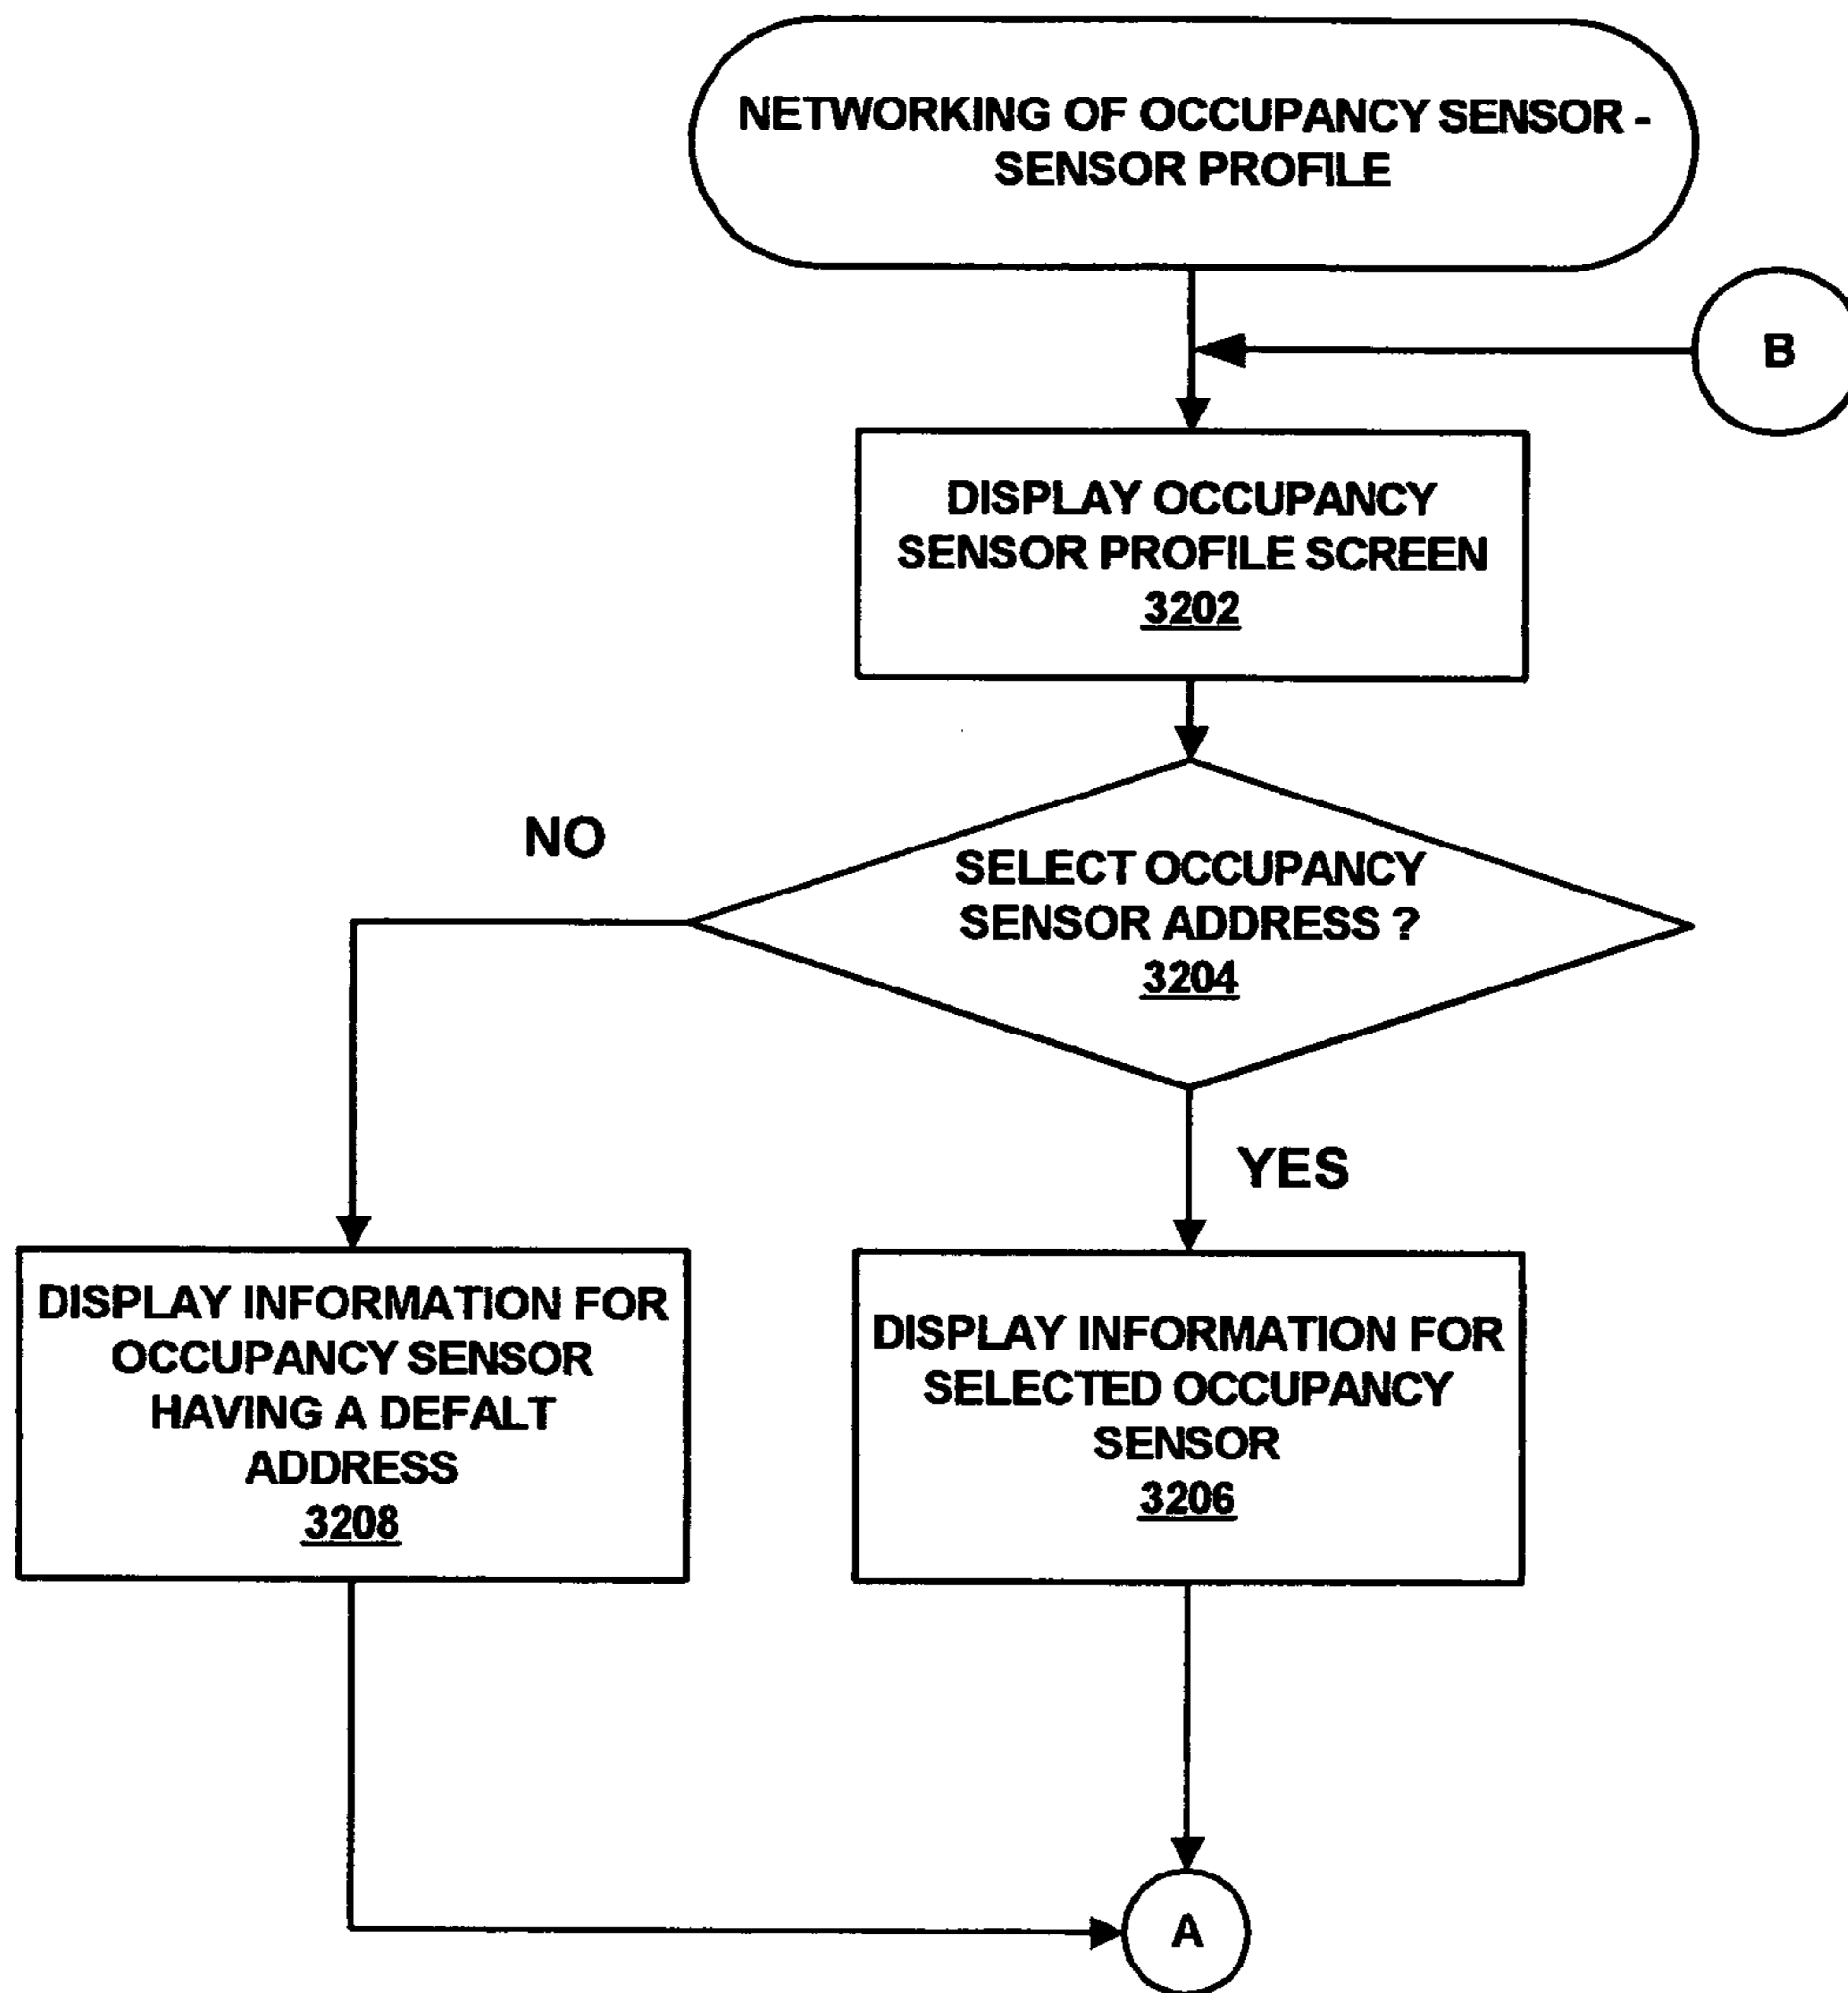 NETWORKING OF OCCUPANCY SENSOR -
SENSOR PROFILE
B
DISPLAY OCCUPANCY
SENSOR PROFILE SCREEN
3202
NO
SELECT OCCUPANCY
SENSOR ADDRESS ?
3204
YES
DISPLAY INFORMATION FOR
OCCUPANCY SENSOR
HAVING A DEFALT
ADDRESS
3208
DISPLAY INFORMATION FOR
SELECTED OCCUPANCY
SENSOR
3206
A